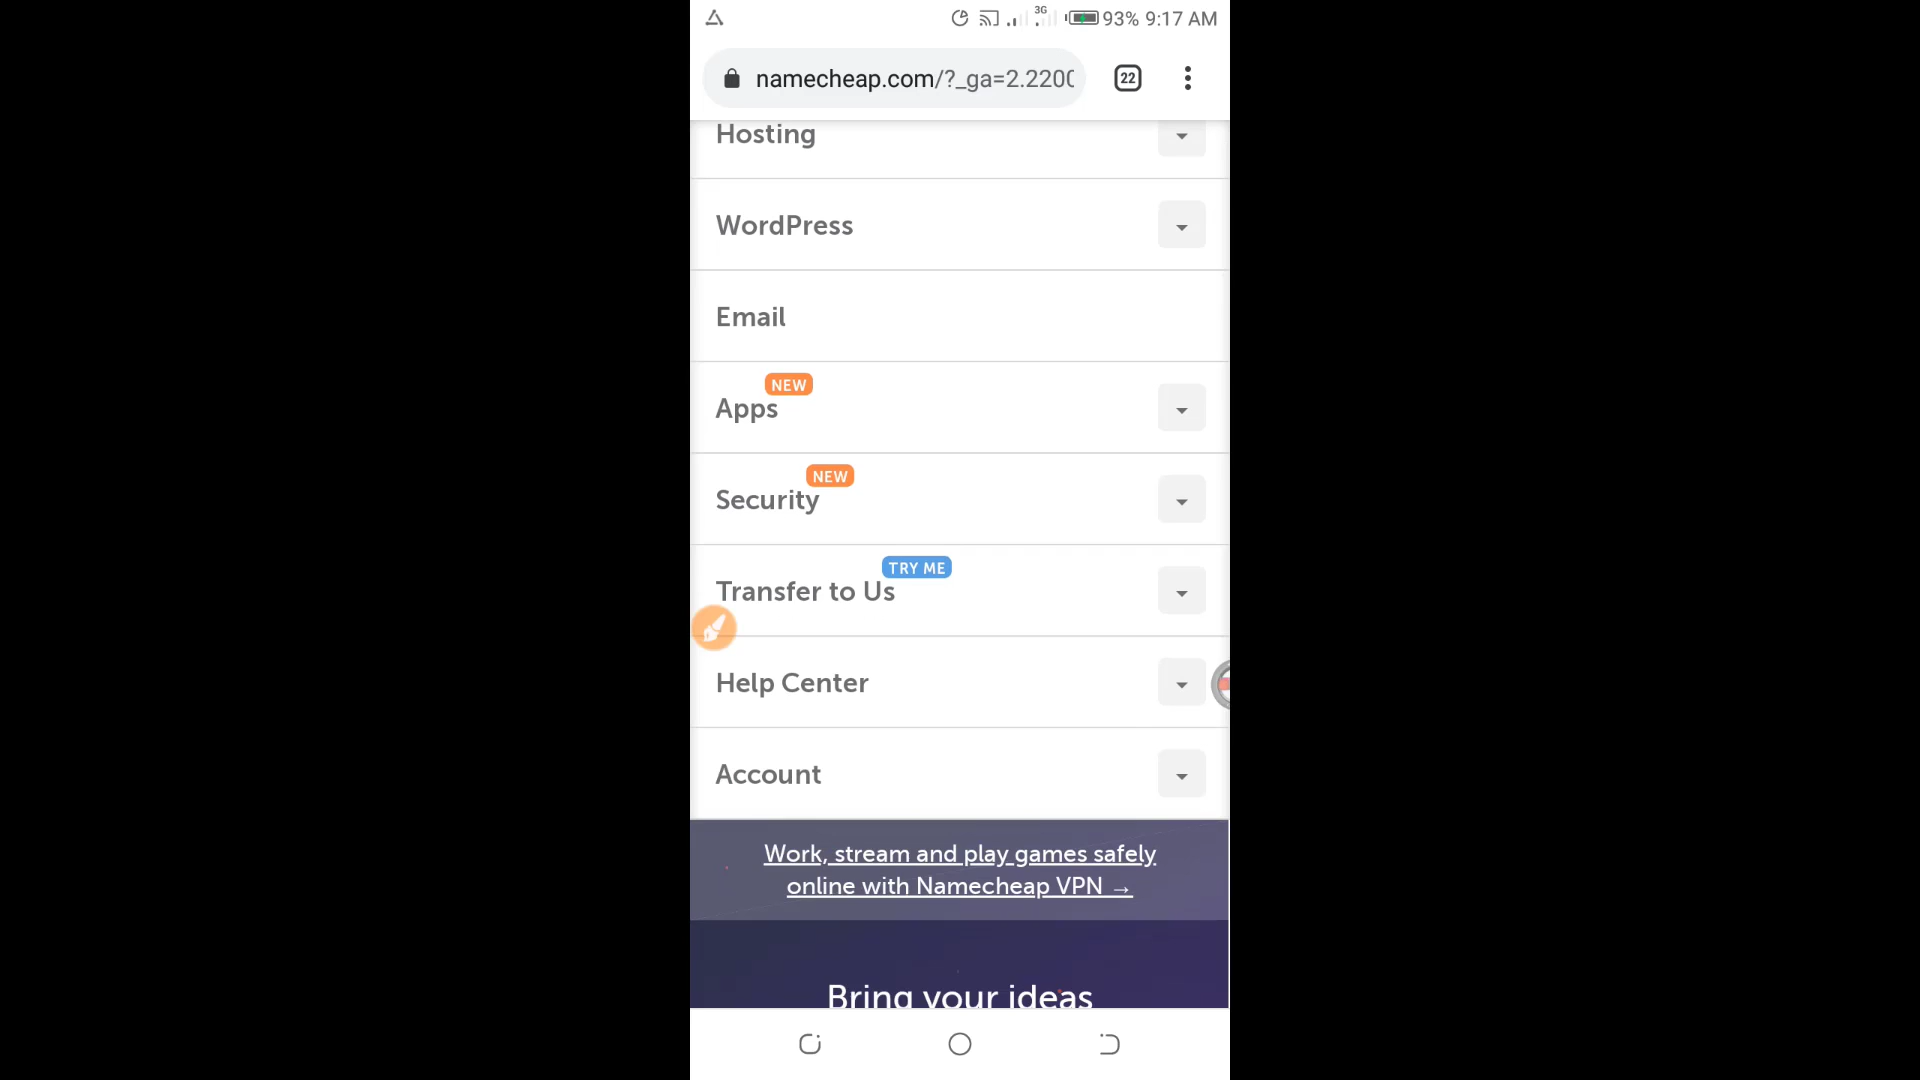 3G
93% 9:17 AM
namecheap.com/?_ga=2.220
22
Hosting
WordPress
Email
NEW
Apps
NEW
Security
TRY ME
Transfer to Us
Help Center
Account
Work, stream and play games safely
online with Namecheap VPN →
Bring your ideas